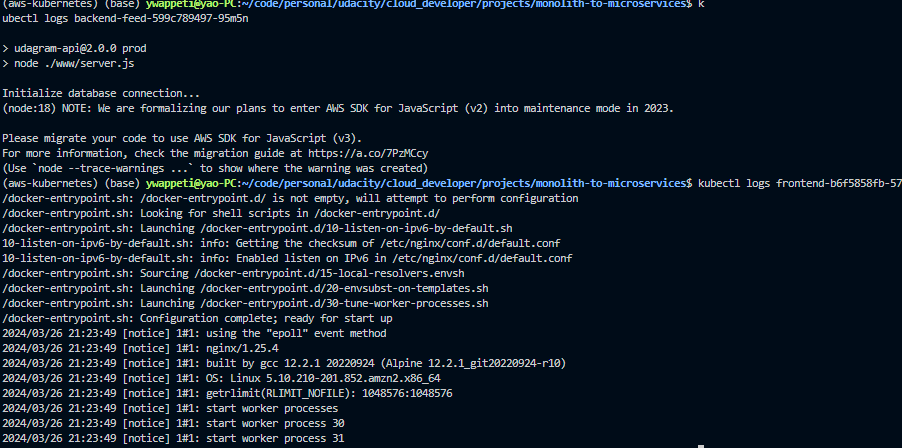 (aws-kubernetes) (base) ywappeti@yao-PC:~/code/personal/udacity/cloud_developer/projects/monolith-to-microservices$ k
ubectl logs backend-feed-599c789497-95m5n
> udagram-api@2.0.0 prod
> node ./www/server.js
Initialize database connection...
(node:18) NOTE: We are formalizing our plans to enter AWS SDK for JavaScript (v2) into maintenance mode in 2023.
Please migrate your code to use AWS SDK for JavaScript (v3).
For more information, check the migration guide at https://a.co/7PzMCcy
(Use `node --trace-warnings ...` to show where the warning was created)
(aws-kubernetes) (base) ywappeti@yao-PC:~/code/personal/udacity/cloud_developer/projects/monolith-to-microservices$ kubectl logs frontend-b6f5858fb-57
/docker-entrypoint.sh: /docker-entrypoint.d/ is not empty, will attempt to perform configuration
/docker-entrypoint.sh: Looking for shell scripts in /docker-entrypoint.d/
/docker-entrypoint.sh: Launching /docker-entrypoint.d/10-listen-on-ipv6-by-default.sh
10-listen-on-ipv6-by-default.sh: info: Getting the checksum of /etc/nginx/conf.d/default.conf
10-listen-on-ipv6-by-default.sh: info: Enabled listen on IPv6 in /etc/nginx/conf.d/default.conf
/docker-entrypoint.sh: Sourcing /docker-entrypoint.d/15-local-resolvers.envsh
/docker-entrypoint.sh: Launching /docker-entrypoint.d/20-envsubst-on-templates.sh
/docker-entrypoint.sh: Launching /docker-entrypoint.d/30-tune-worker-processes.sh
/docker-entrypoint.sh: Configuration complete; ready for start up
2024/03/26 21:23:49 [notice] 1#1: using the "epoll" event method
2024/03/26 21:23:49 [notice] 1#1: nginx/1.25.4
2024/03/26 21:23:49 [notice] 1#1: built by gcc 12.2.1 20220924 (Alpine 12.2.1_git20220924-r10)
2024/03/26 21:23:49 [notice] 1#1: OS: Linux 5.10.210-201.852.amzn2.x86_64
2024/03/26 21:23:49 [notice] 1#1: getrlimit(RLIMIT_NOFILE): 1048576:1048576
2024/03/26 21:23:49 [notice] 1#1: start worker processes
2024/03/26 21:23:49 [notice] 1#1: start worker process 30
2024/03/26 21:23:49 [notice] 1#1: start worker process 31